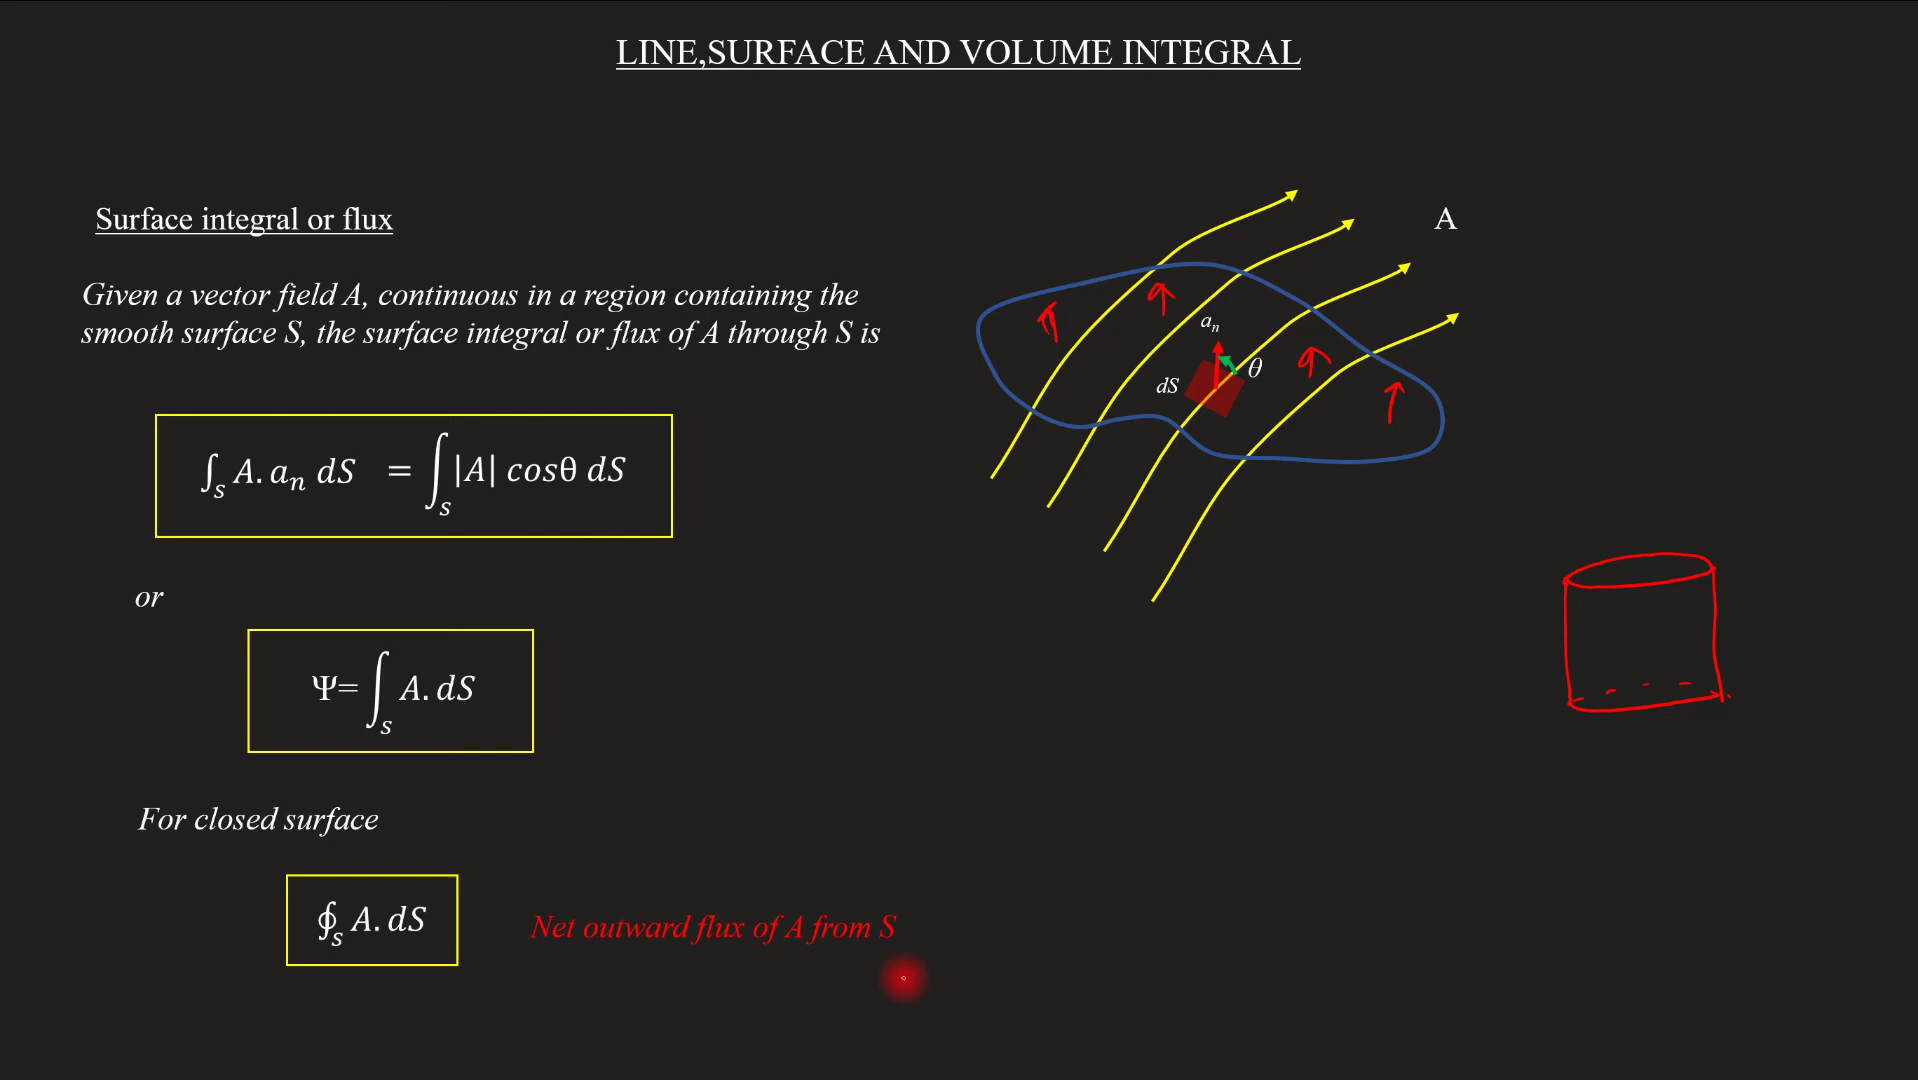 LINE,SURFACE AND VOLUME INTEGRAL
Surface integral or flux
Given a vector field A, continuous in a region containing the
smooth surface S, the surface integral or flux of A through S is
∫ₛ A. aₙ dS = ∫ₛ |A| cosθ dS
or
Ψ= ∫ₛ A. dS
For closed surface
∮ₛ A. dS
Net outward flux of A from S
A
aₙ
θ
dS